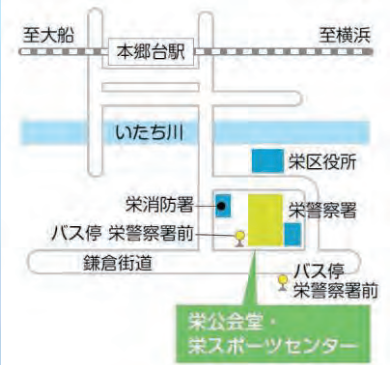 至大船
至横浜
本郷台駅
いたち川
栄区役所
栄消防署
栄警察署
バス停 栄警察署前
鎌倉街道
バス停
栄警察署前
栄公会堂・
栄スポーツセンター